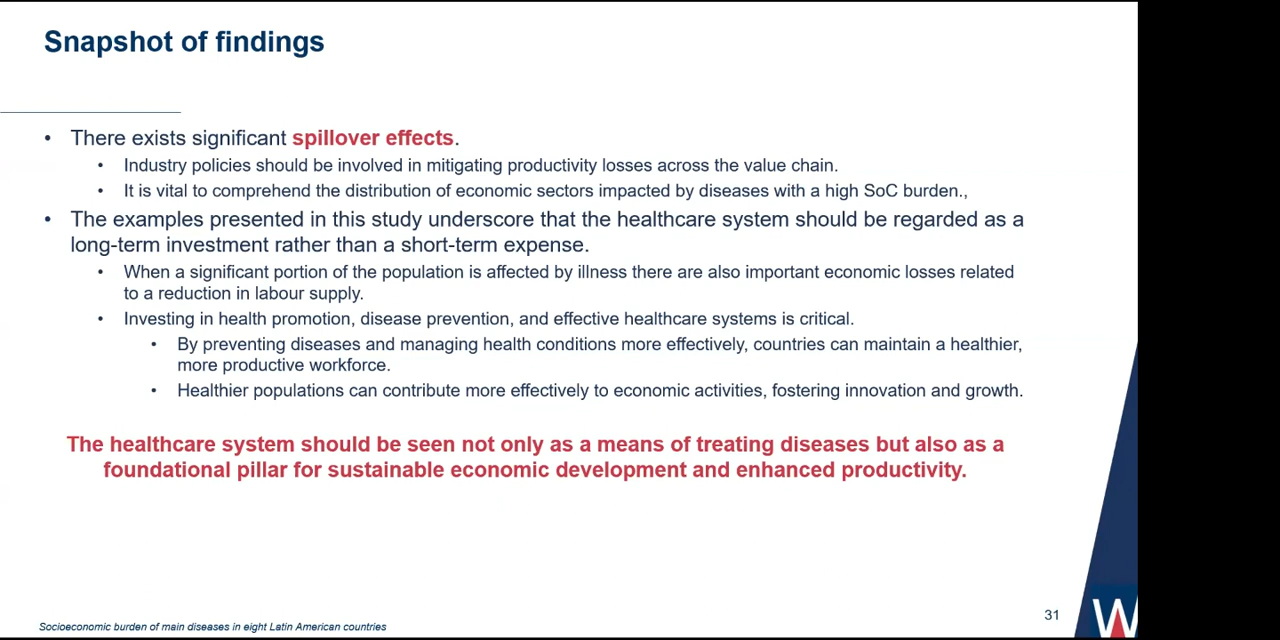 Snapshot of findings
• There exists significant spillover effects.
• Industry policies should be involved in mitigating productivity losses across the value chain.
• It is vital to comprehend the distribution of economic sectors impacted by diseases with a high SoC burden.,
• The examples presented in this study underscore that the healthcare system should be regarded as a
long-term investment rather than a short-term expense.
• When a significant portion of the population is affected by illness there are also important economic losses related
to a reduction in labour supply.
• Investing in health promotion, disease prevention, and effective healthcare systems is critical.
• By preventing diseases and managing health conditions more effectively, countries can maintain a healthier,
more productive workforce.
• Healthier populations can contribute more effectively to economic activities, fostering innovation and growth.
The healthcare system should be seen not only as a means of treating diseases but also as a
foundational pillar for sustainable economic development and enhanced productivity.
31
W
Socioeconomic burden of main diseases in eight Latin American countries